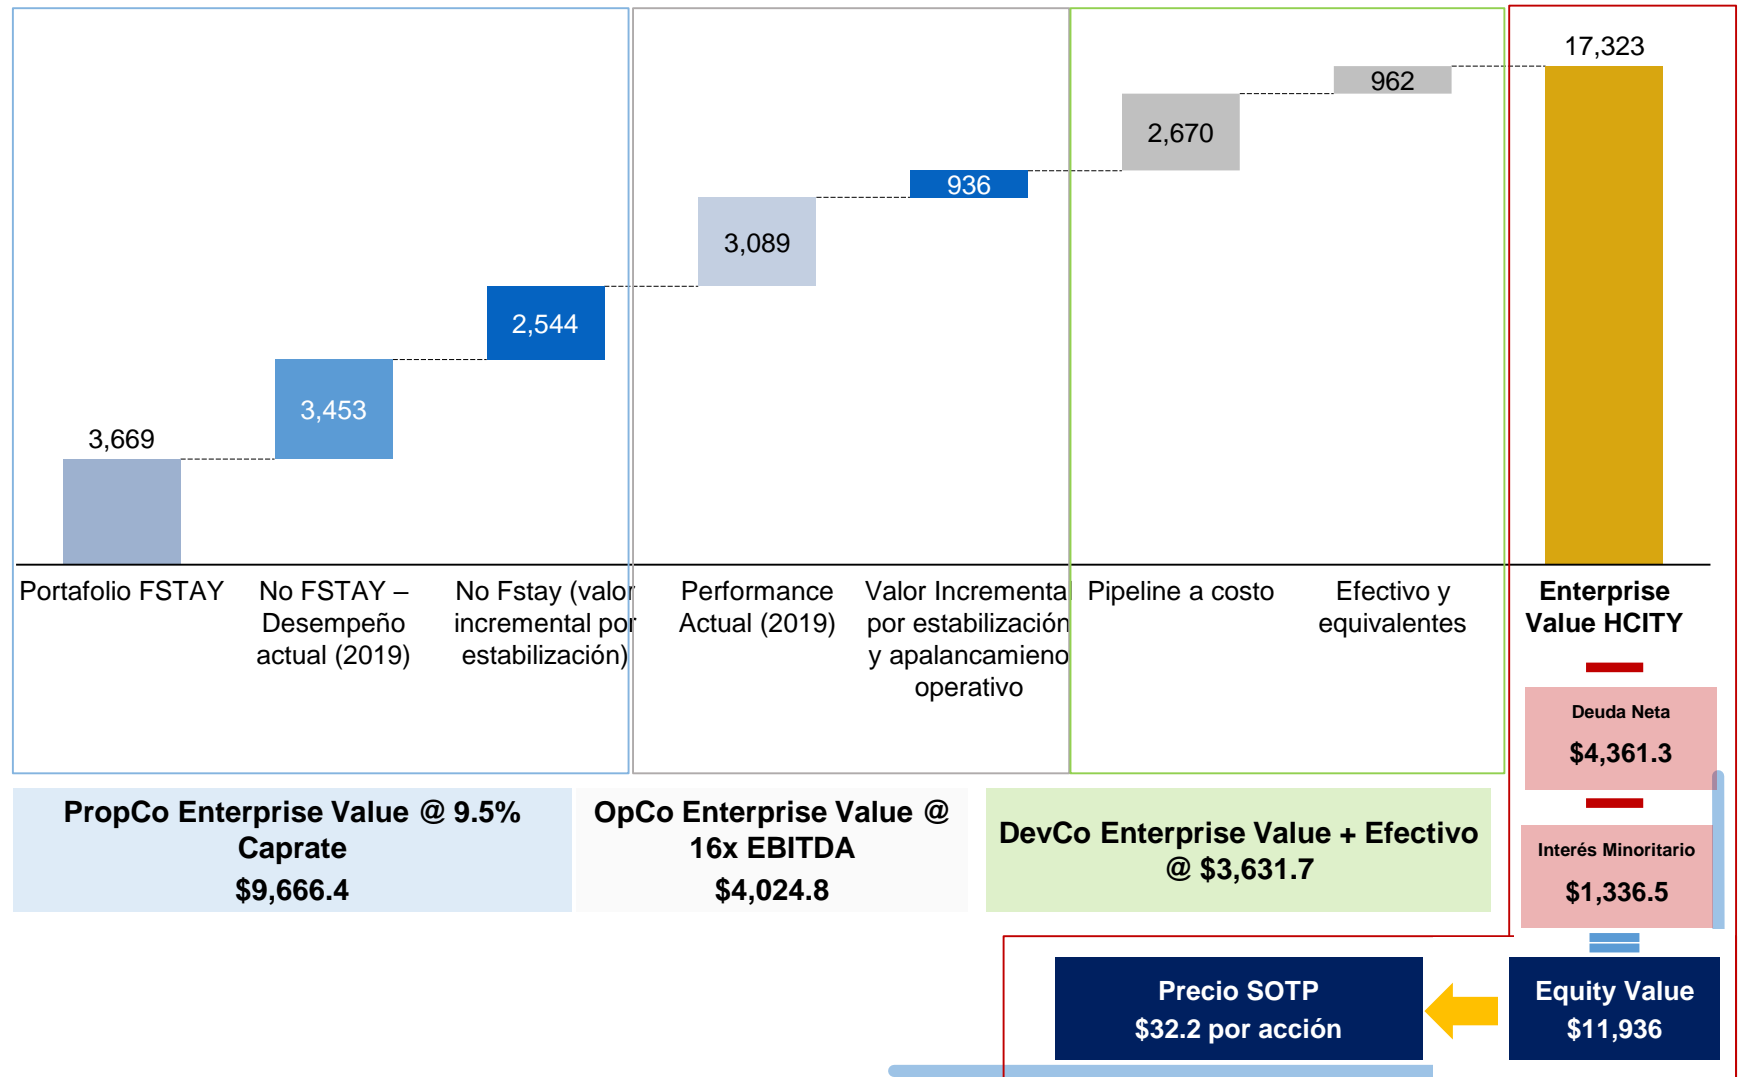 17,323
962
2,670
936
3,089
2,544
3,453
3,669
Portafolio FSTAY
No FSTAY –
Desempeño
actual (2019)
No Fstay (valor
incremental por
estabilización)
Performance
Actual (2019)
Valor Incremental
por estabilización
y apalancamieno
operativo
Pipeline a costo
Efectivo y
equivalentes
Enterprise
Value HCITY
Deuda Neta
$4,361.3
PropCo Enterprise Value @ 9.5%
Caprate
$9,666.4
OpCo Enterprise Value @
16x EBITDA
$4,024.8
DevCo Enterprise Value + Efectivo
@ $3,631.7
Interés Minoritario
$1,336.5
Precio SOTP
$32.2 por acción
Equity Value
$11,936